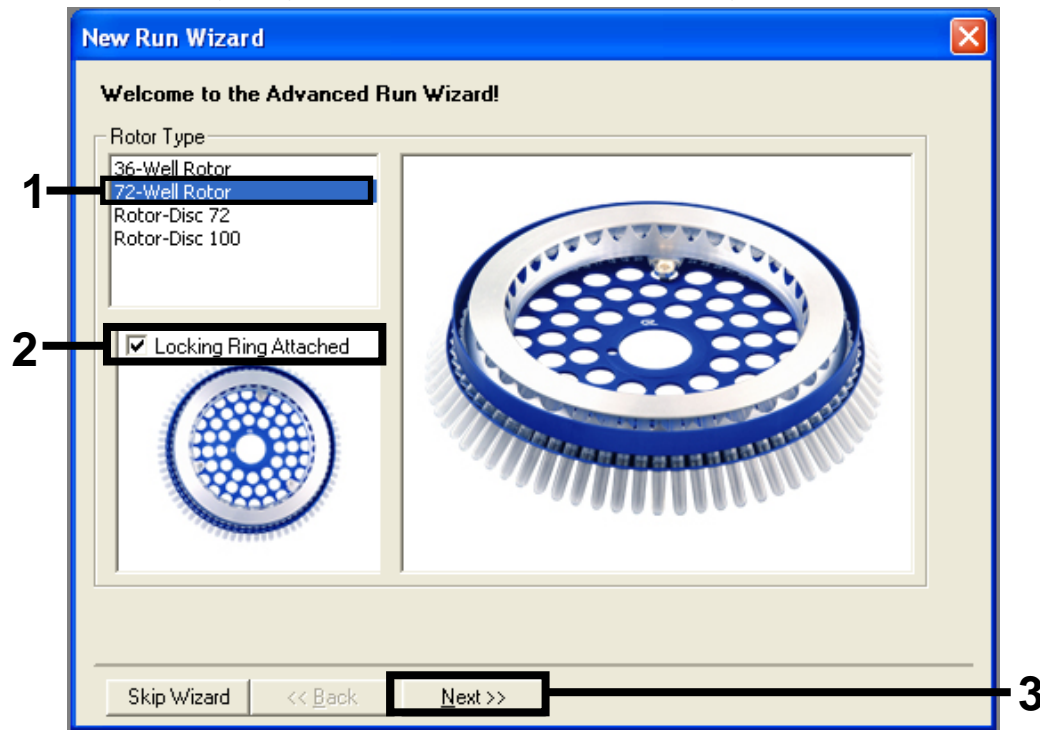 New Run Wizard
Welcome to the Advanced Run Wizard!
Rotor Type
36-Well Rotor
1
72-Well Rotor
Rotor-Disc 72
Rotor-Disc 100
2
Locking Ring Attached
Skip Wizard
<< Back
Next >>
3